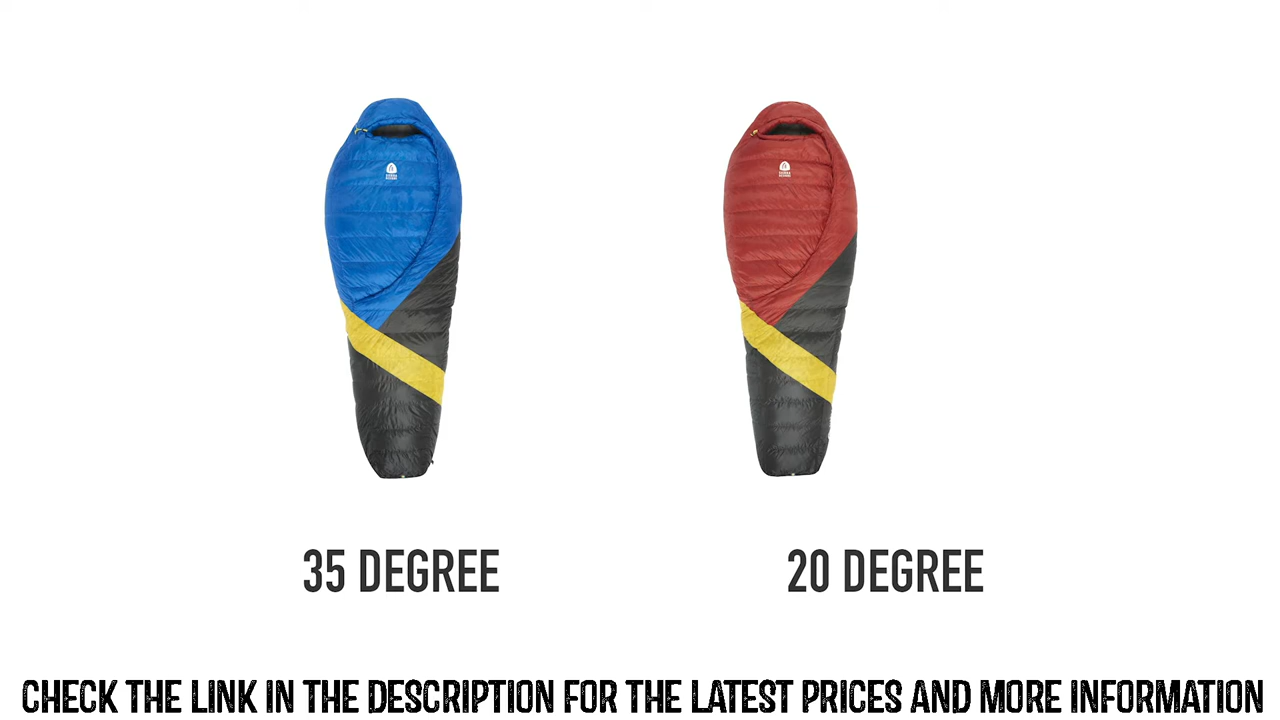 35 DEGREE
20 DEGREE
CHECK THE LINK IN THE DESCRIPTION FOR THE LATEST PRICES AND MORE INFORMATION